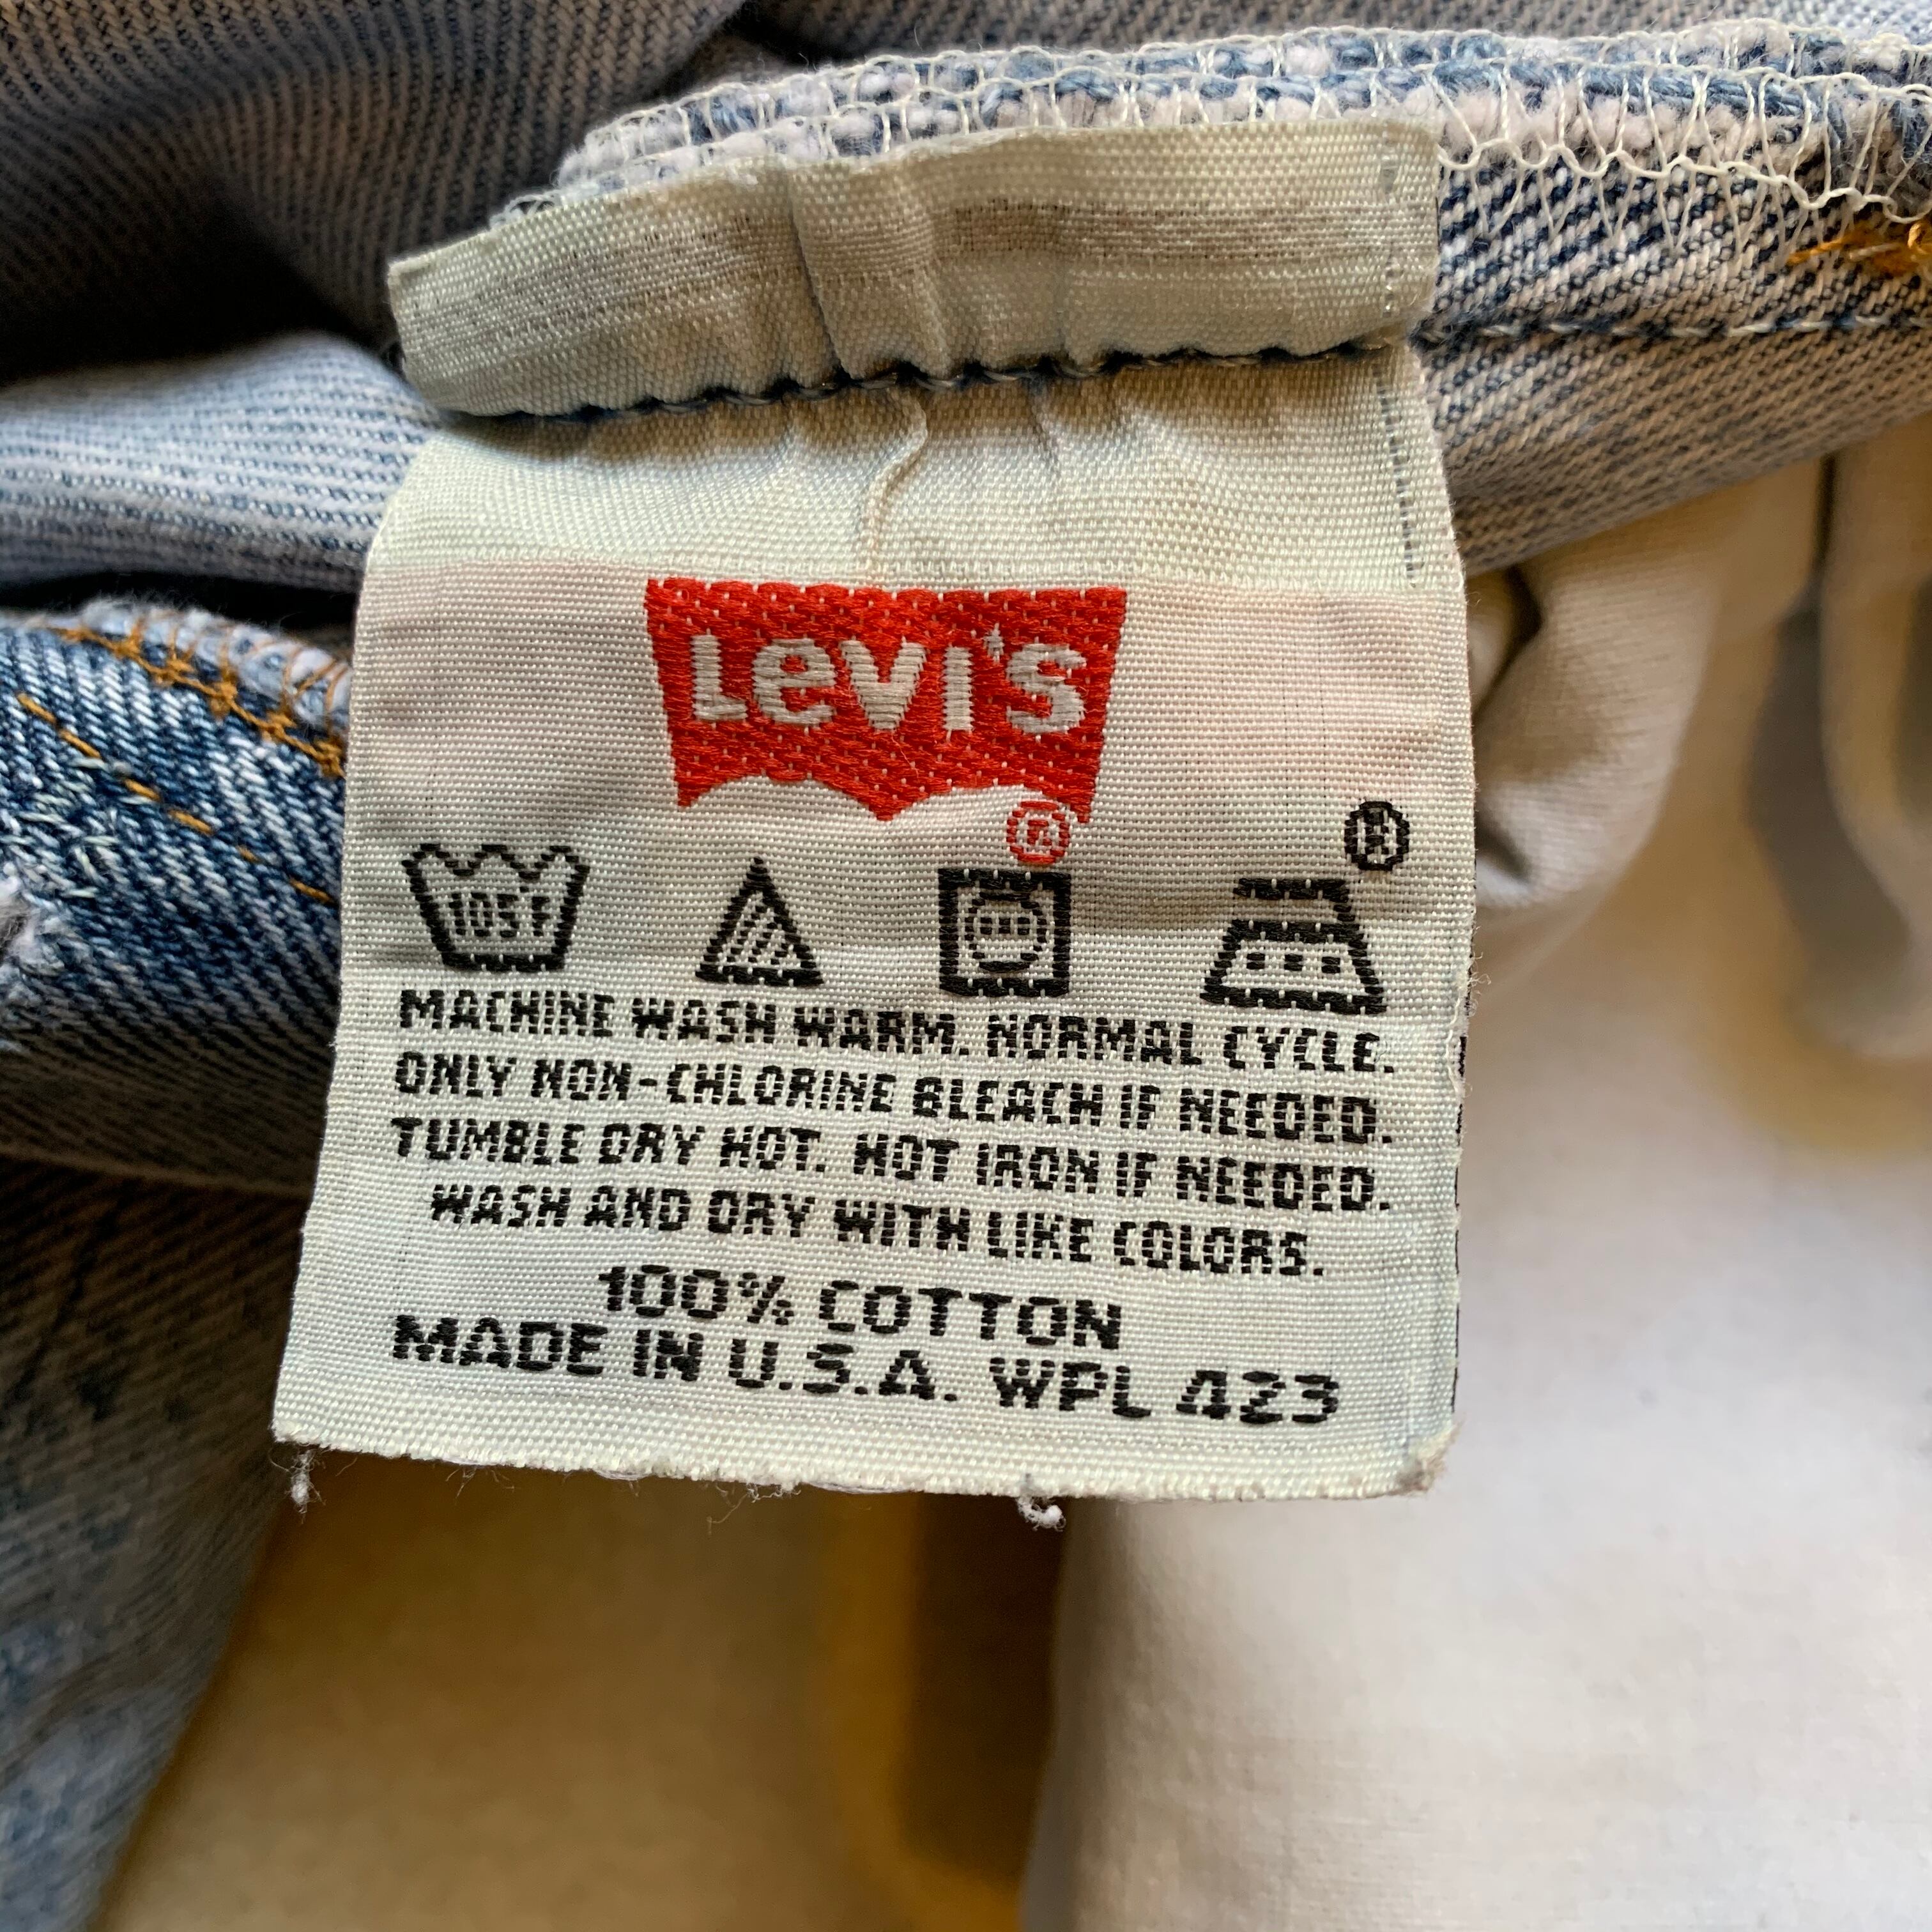 Levi's
®
®
105F
MACHINE WASH WARM. NORMAL CYCLE.
ONLY NON-CHLORINE BLEACH IF NEEDED.
TUMBLE DRY HOT. HOT IRON IF NEEDED.
WASH AND DRY WITH LIKE COLORS.
100% COTTON
MADE IN U.S.A. WPL 423